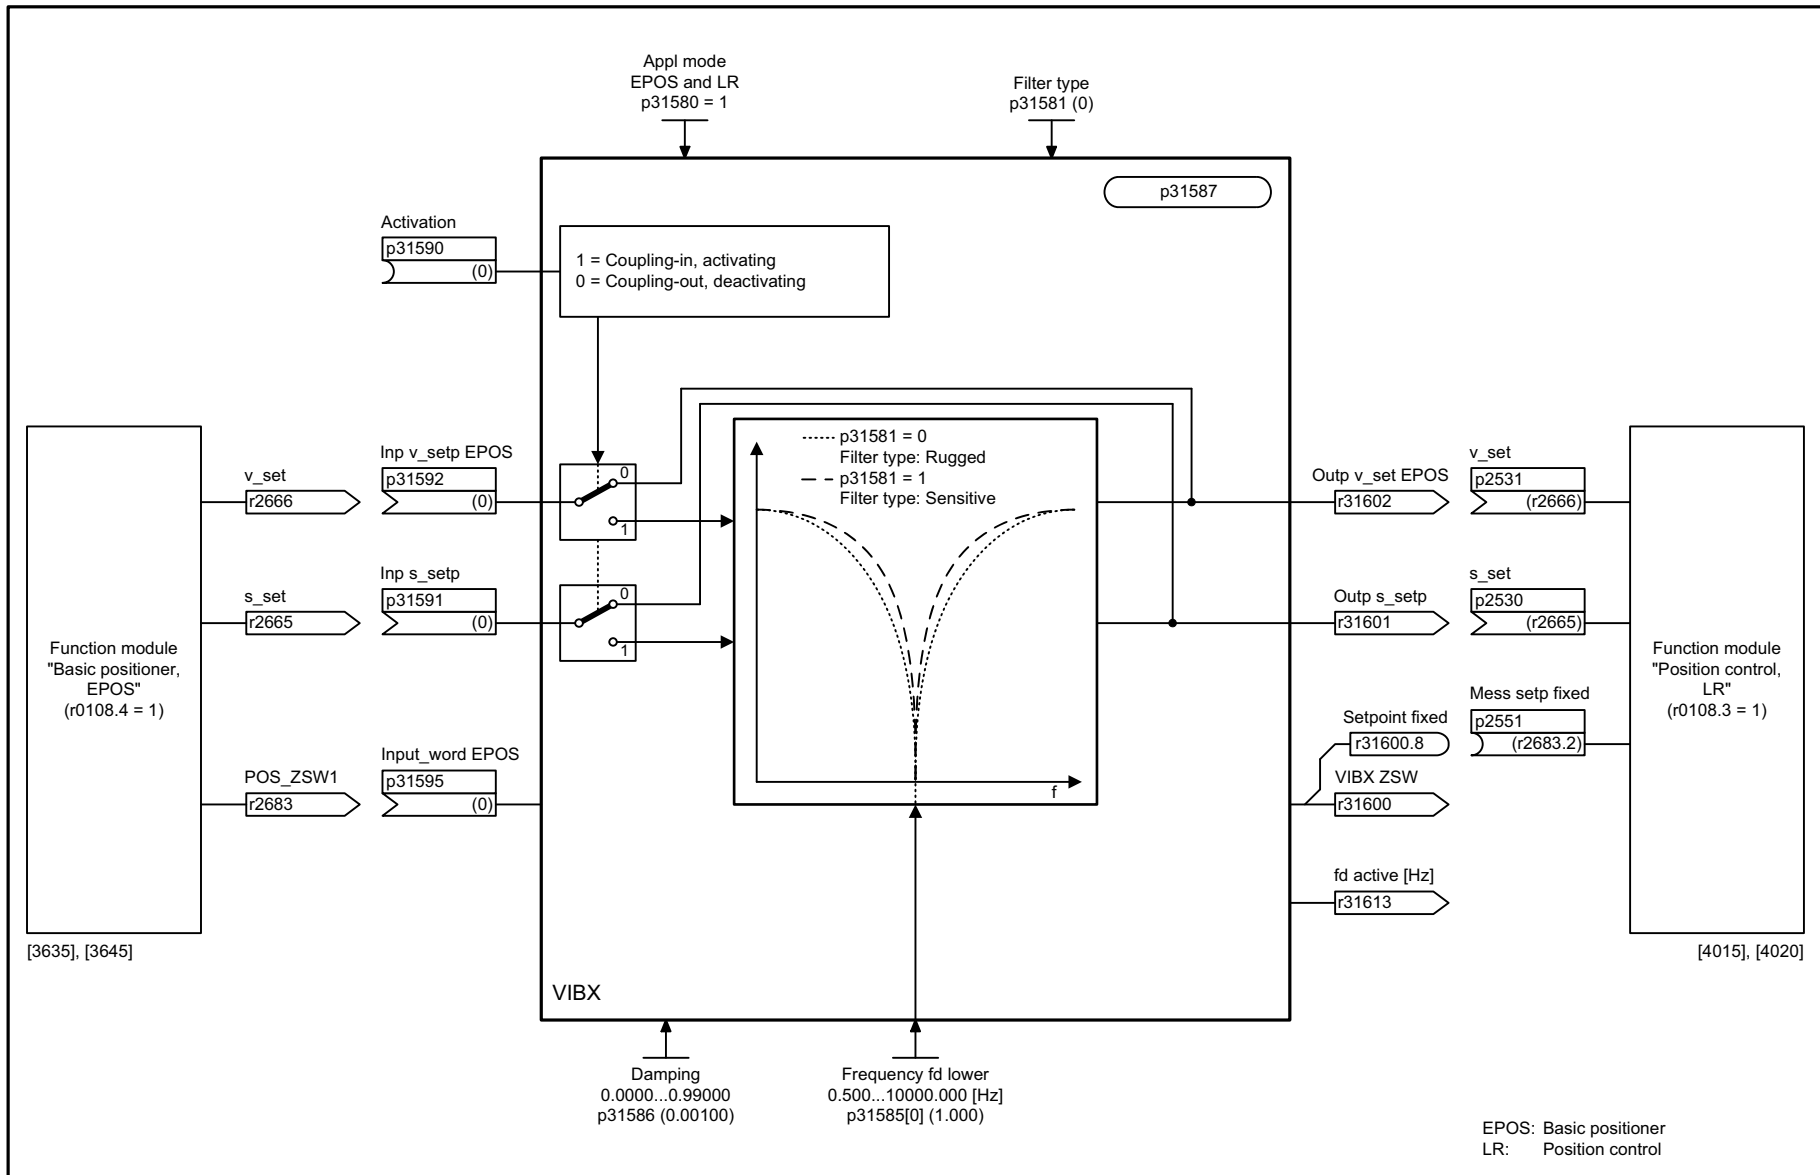 Appl mode
EPOS and LR
p31580 = 1
Filter type
p31581 (0)
p31587
Activation
p31590
(0)
1 = Coupling-in, activating
0 = Coupling-out, deactivating
p31581 = 0
Filter type: Rugged
p31581 = 1
Filter type: Sensitive
f
0
1
0
1
Function module
"Basic positioner,
EPOS"
(r0108.4 = 1)
[3635], [3645]
v_set
r2666
Inp v_setp EPOS
p31592
(0)
s_set
r2665
Inp s_setp
p31591
(0)
POS_ZSW1
r2683
Input_word EPOS
p31595
(0)
VIBX
Outp v_set EPOS
r31602
v_set
p2531
(r2666)
Outp s_setp
r31601
s_set
p2530
(r2665)
Setpoint fixed
r31600.8
Mess setp fixed
p2551
(r2683.2)
VIBX ZSW
r31600
fd active [Hz]
r31613
Function module
"Position control,
LR"
(r0108.3 = 1)
[4015], [4020]
Damping
0.0000...0.99000
p31586 (0.00100)
Frequency fd lower
0.500...10000.000 [Hz]
p31585[0] (1.000)
EPOS: Basic positioner
LR: Position control